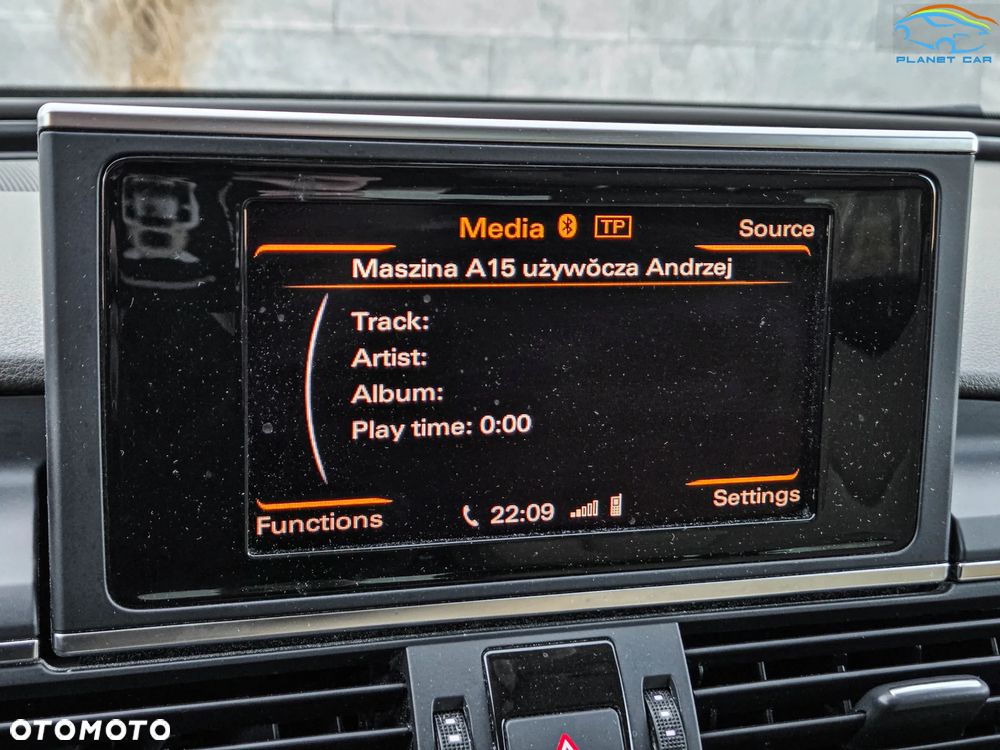 PLANET CAR
Media TP Source
Maszina A15 używŏcza Andrzej
Track:
Artist:
Album:
Play time: 0:00
Settings
Functions 22:09
OTOMOTO